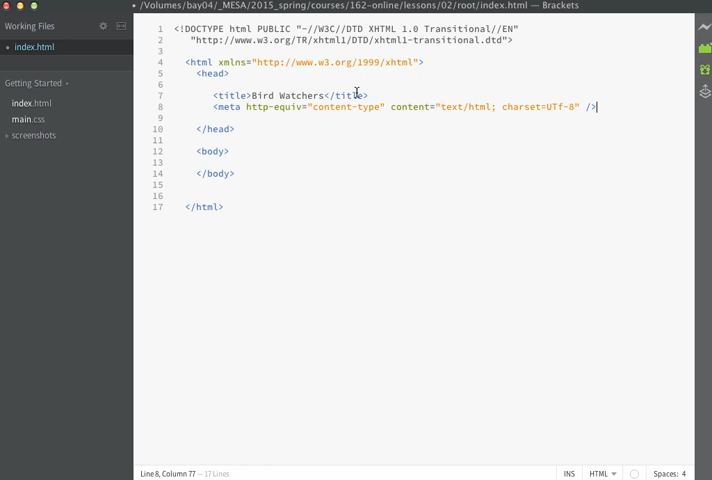 /Volumes/bay04/_MESA/2015_spring/courses/162-online/lessons/02/root/index.html — Brackets
Working Files
index.html
Getting Started
index.html
main.css
screenshots
1 <!DOCTYPE html PUBLIC "-//W3C//DTD XHTML 1.0 Transitional//EN"
2 "http://www.w3.org/TR/xhtml1/DTD/xhtml1-transitional.dtd">
3
4 <html xmlns="http://www.w3.org/1999/xhtml">
5 <head>
6
7 <title>Bird Watchers</title>
8 <meta http-equiv="content-type" content="text/html; charset=UTf-8" />
9
10 </head>
11
12 <body>
13
14 </body>
15
16
17 </html>
Line 8, Column 77 — 17 Lines
INS HTML Spaces: 4